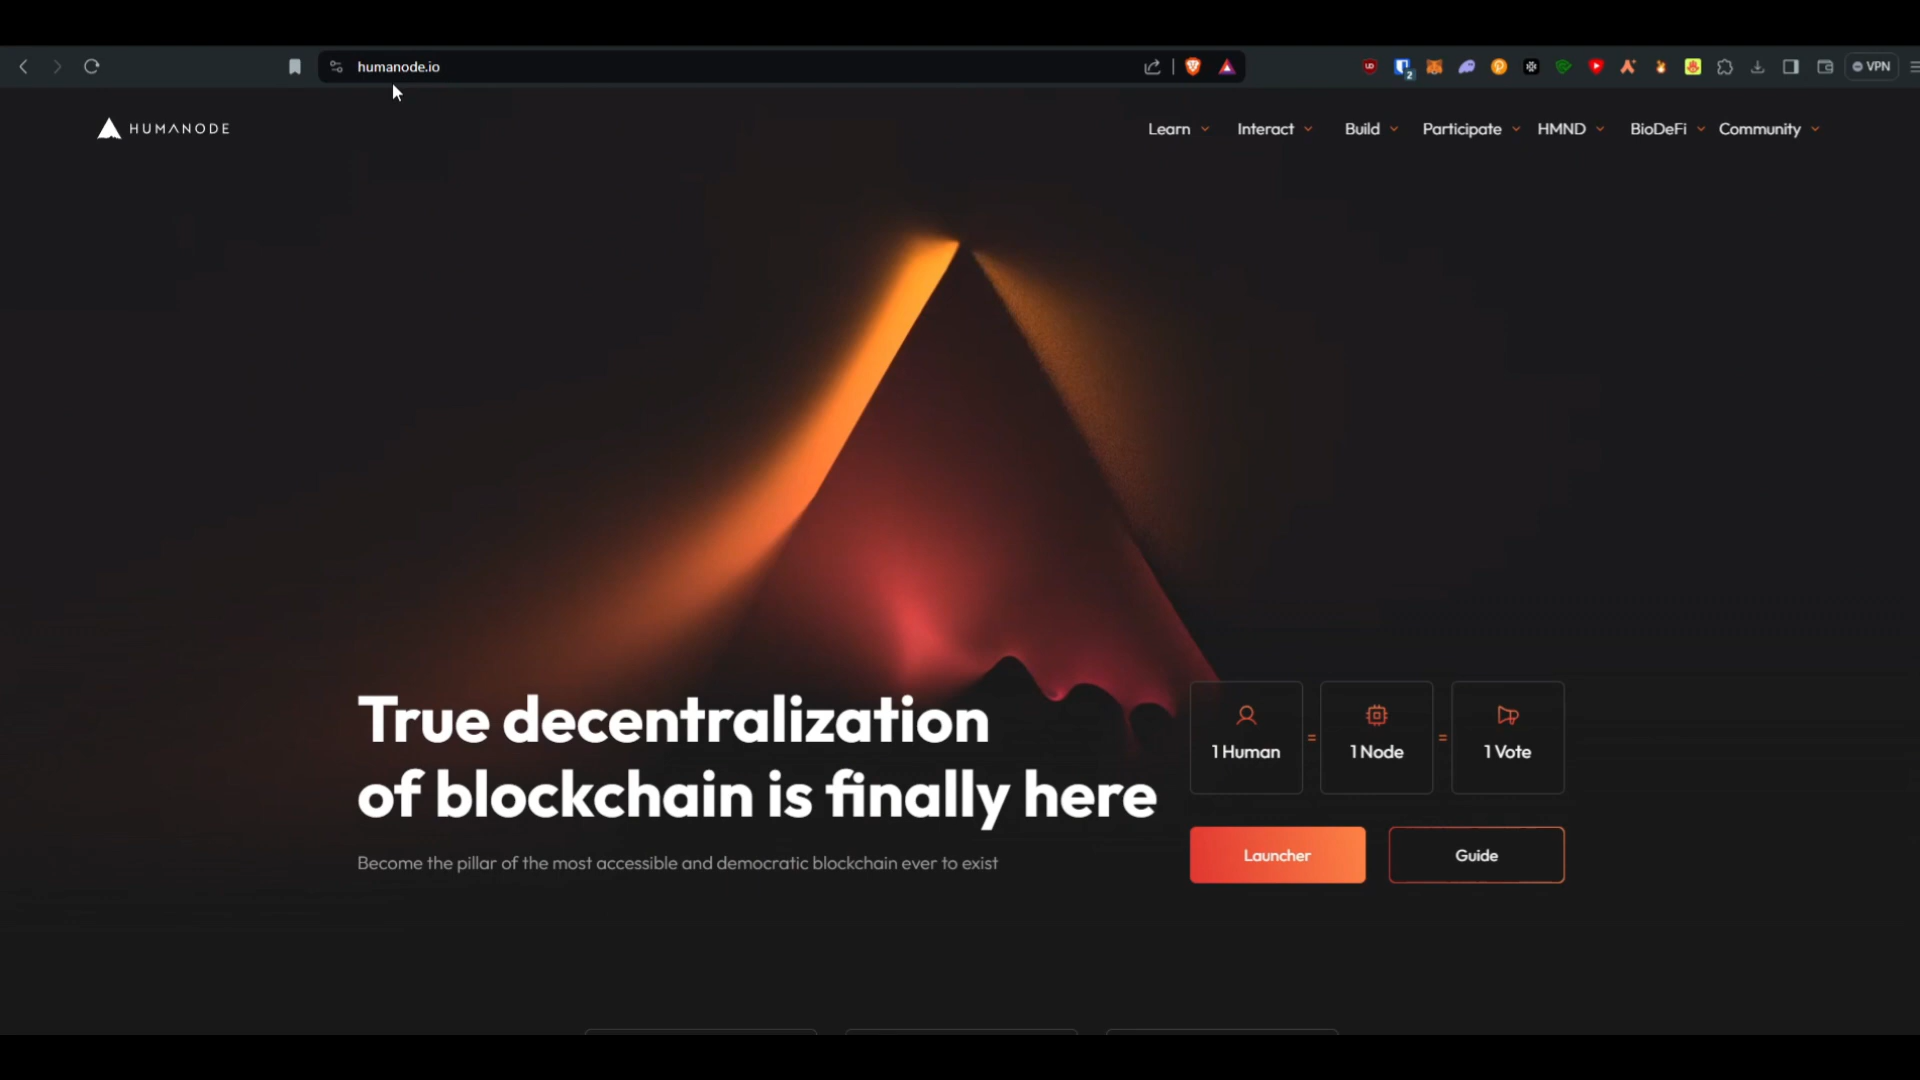 humanode.io
2
VPN
HUMANODE
Learn Interact Build Participate HMND BioDeFi Community
True decentralization
of blockchain is finally here
Become the pillar of the most accessible and democratic blockchain ever to exist
1 Human = 1 Node = 1 Vote
Launcher Guide